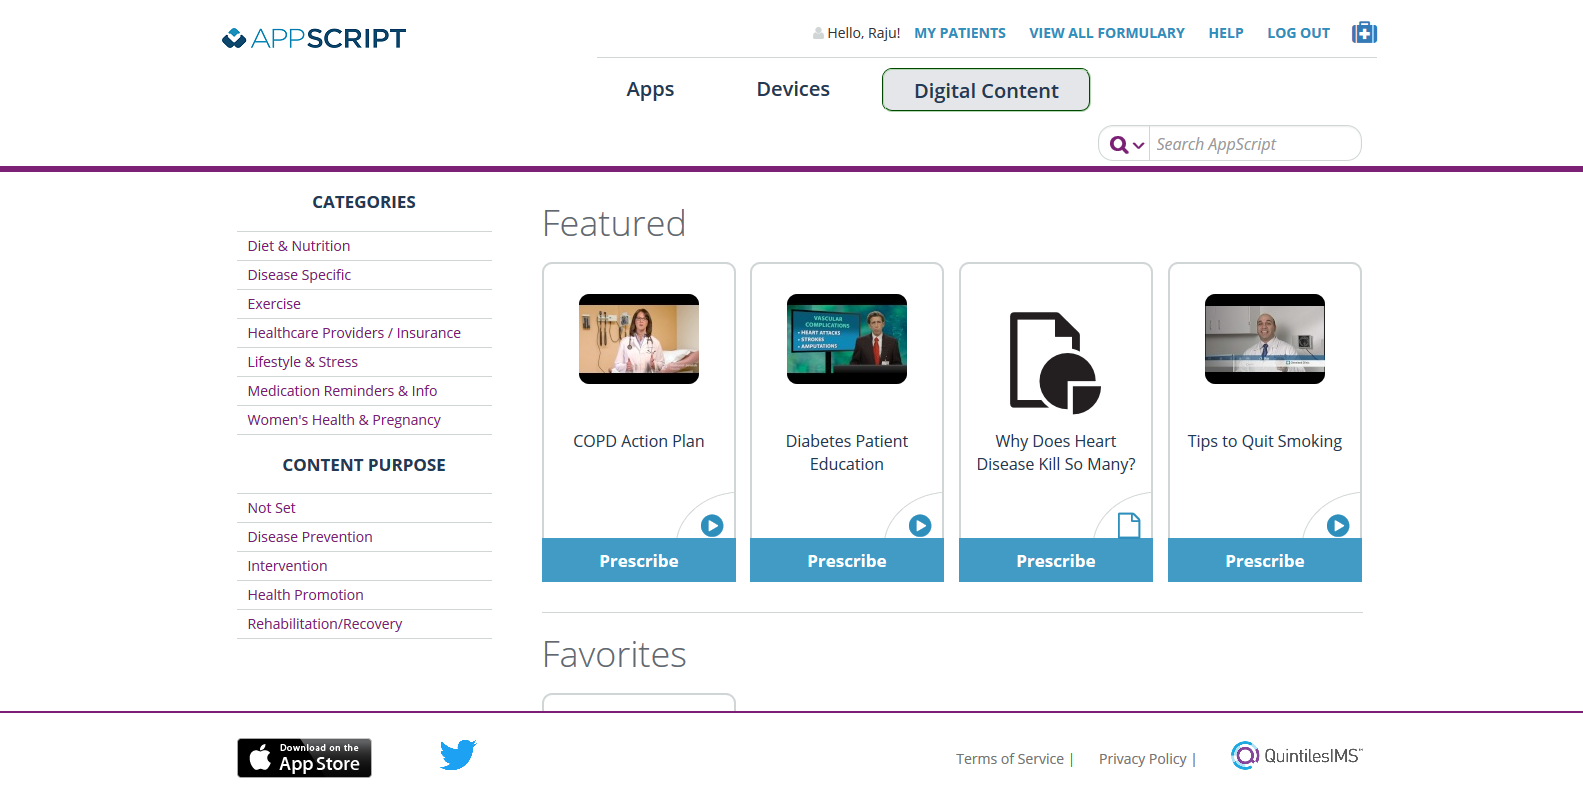 APPSCRIPT
Hello, Raju! MY PATIENTS VIEW ALL FORMULARY HELP LOG OUT
Apps Devices Digital Content
Search AppScript
CATEGORIES
Diet & Nutrition
Disease Specific
Exercise
Healthcare Providers / Insurance
Lifestyle & Stress
Medication Reminders & Info
Women's Health & Pregnancy
CONTENT PURPOSE
Not Set
Disease Prevention
Intervention
Health Promotion
Rehabilitation/Recovery
Featured
COPD Action Plan
Prescribe
VASCULAR
COMPLICATIONS
• HEART ATTACKS
• STROKES
• AMPUTATIONS
Diabetes Patient
Education
Prescribe
Why Does Heart
Disease Kill So Many?
Prescribe
Tips to Quit Smoking
Prescribe
Favorites
Download on the
App Store
Terms of Service |
Privacy Policy |
QuintilesIMS™